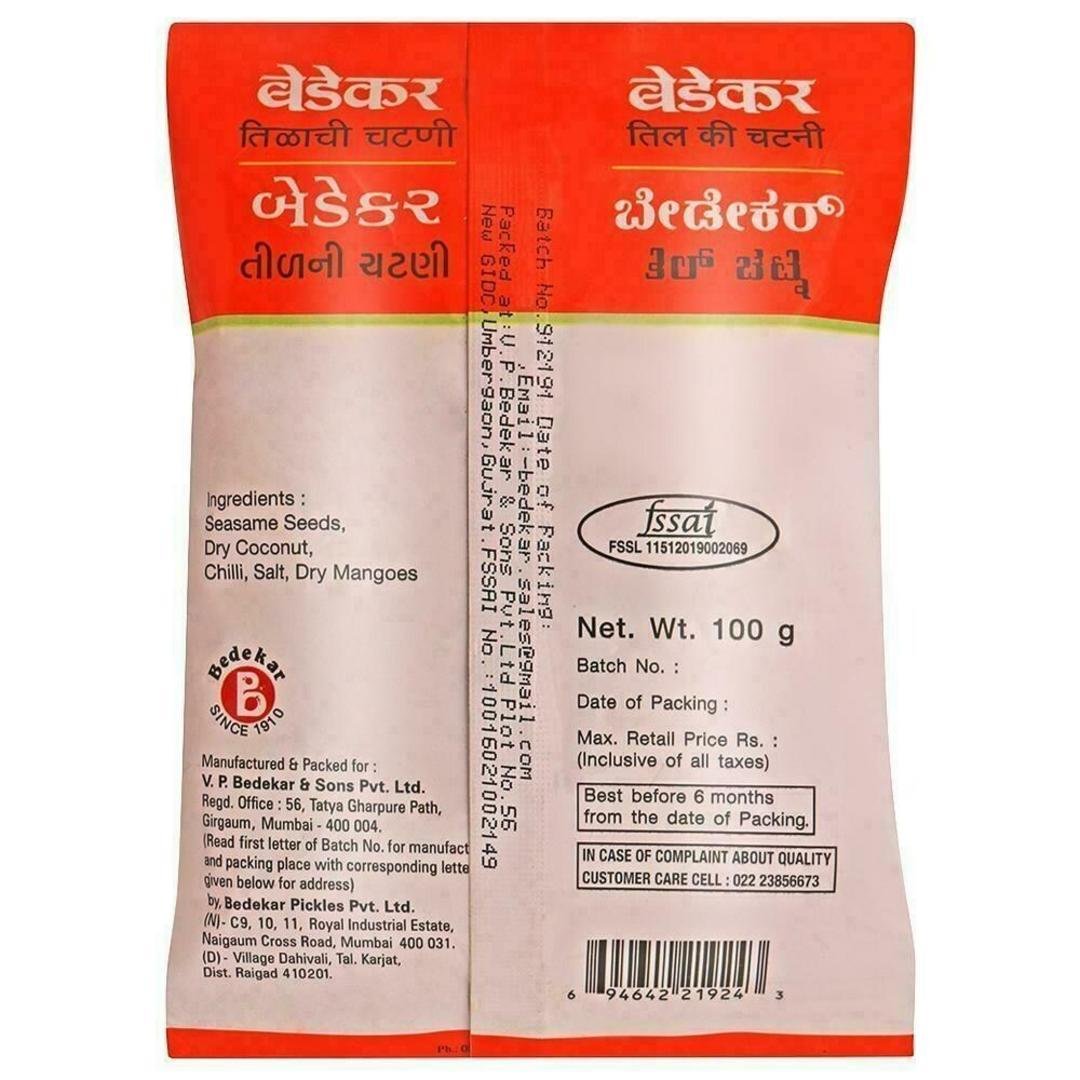 बेडेकर
तिळाची चटणी
બેડેકર
તીળની ચટણી
बेडेकर
तिल की चटनी
ಬೇಡೇಕರ್
ತಿಲ್ ಚಟ್ನಿ
Batch No.912191 Date of Packing:
,Email:-bedekar.sales@gmail.com
Packed at:V.P.Bedekar & Sons Pvt.Ltd Plot No.56
New GIDC,Umbergaon,Gujrat.FSSAI No.:10016021002149
Ingredients :
Seasame Seeds,
Dry Coconut,
Chilli, Salt, Dry Mangoes
Bedekar
B
SINCE 1910
Manufactured & Packed for :
V. P. Bedekar & Sons Pvt. Ltd.
Regd. Office : 56, Tatya Gharpure Path,
Girgaum, Mumbai - 400 004.
(Read first letter of Batch No. for manufact
and packing place with corresponding lette
given below for address)
by, Bedekar Pickles Pvt. Ltd.
(N)- C9, 10, 11, Royal Industrial Estate,
Naigaum Cross Road, Mumbai 400 031.
(D)- Village Dahivali, Tal. Karjat,
Dist. Raigad 410201.
fssai
FSSL 11512019002069
Net. Wt. 100 g
Batch No. :
Date of Packing :
Max. Retail Price Rs. :
(Inclusive of all taxes)
Best before 6 months
from the date of Packing.
IN CASE OF COMPLAINT ABOUT QUALITY
CUSTOMER CARE CELL : 022 23856673
6 94642 21924 3
Ph.: 0